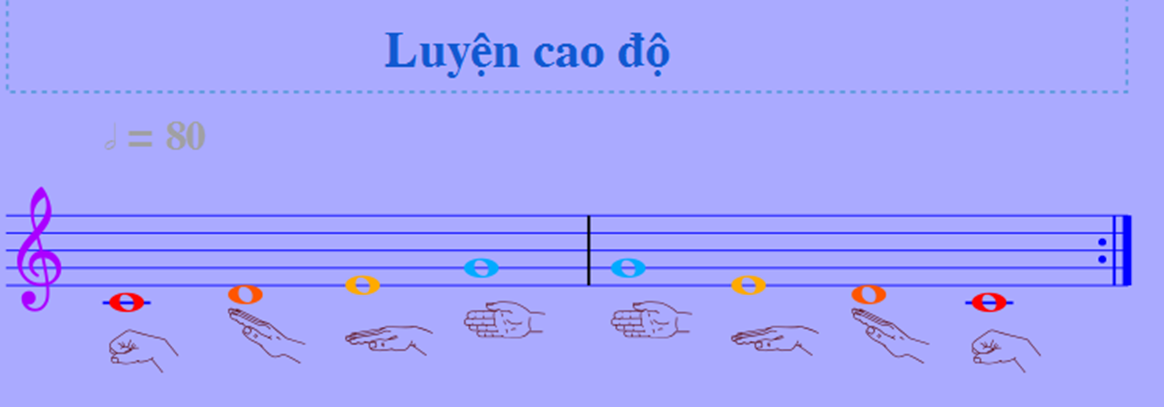 Luyện cao độ
𝅗𝅥 = 80